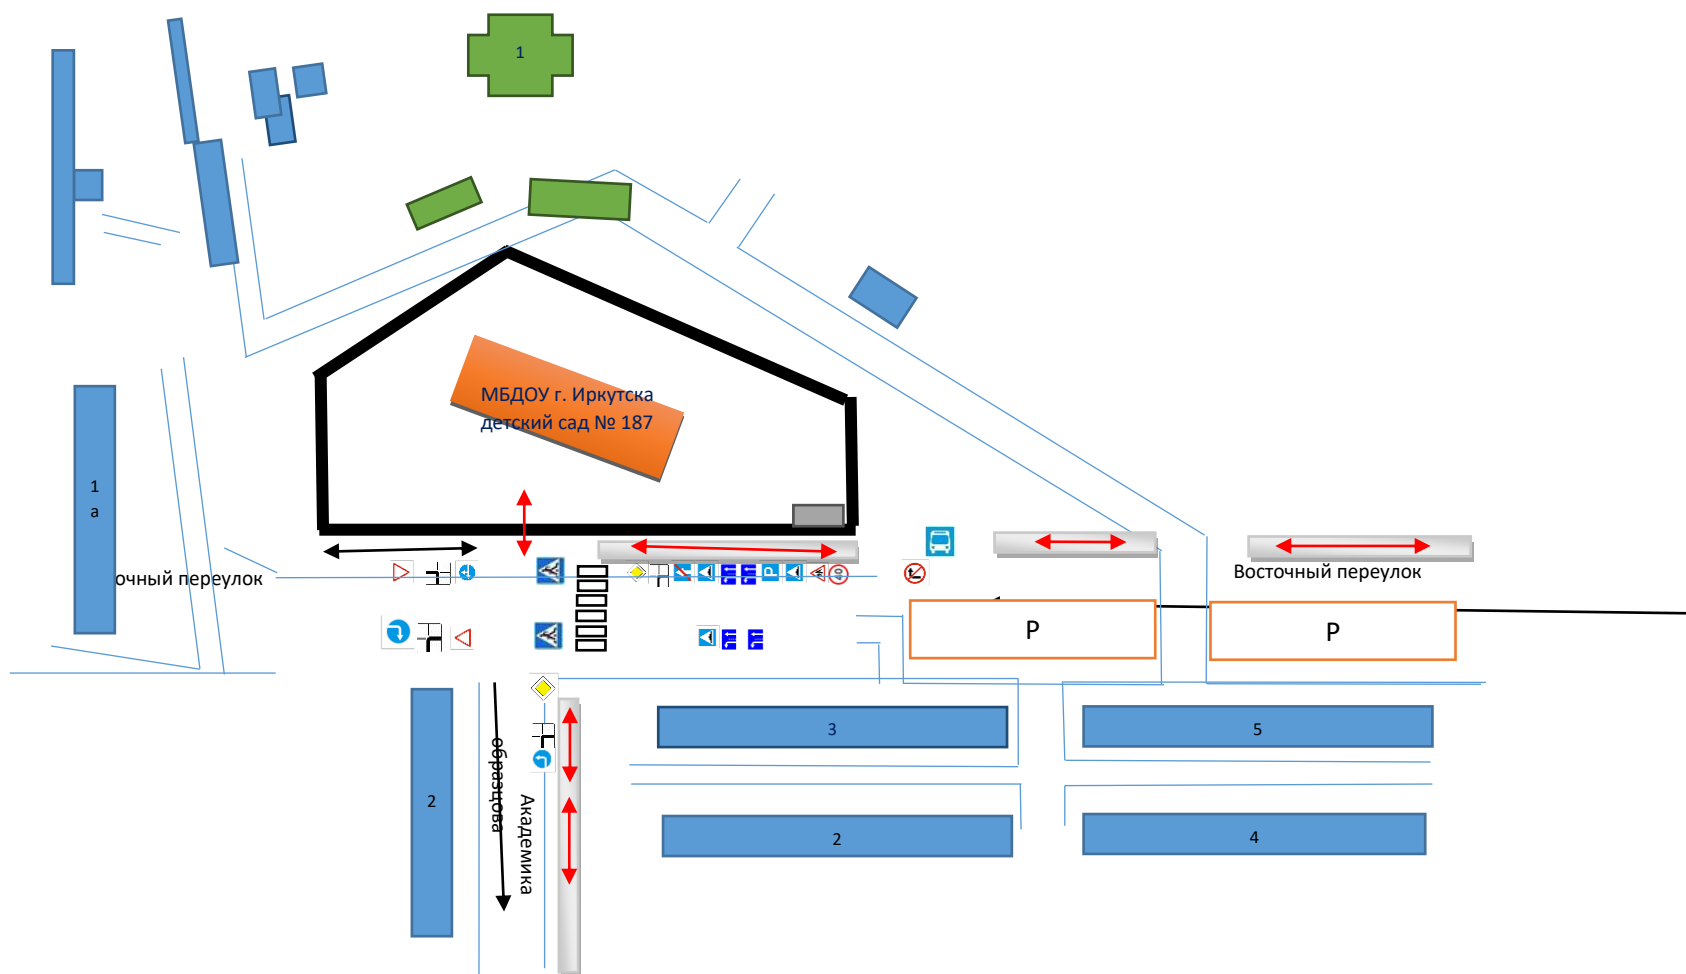 1
МБДОУ г. Иркутска
детский сад № 187
1
а
очный переулок
Восточный переулок
P
40
Р
Р
3
5
2
образцова
Академика
2
4